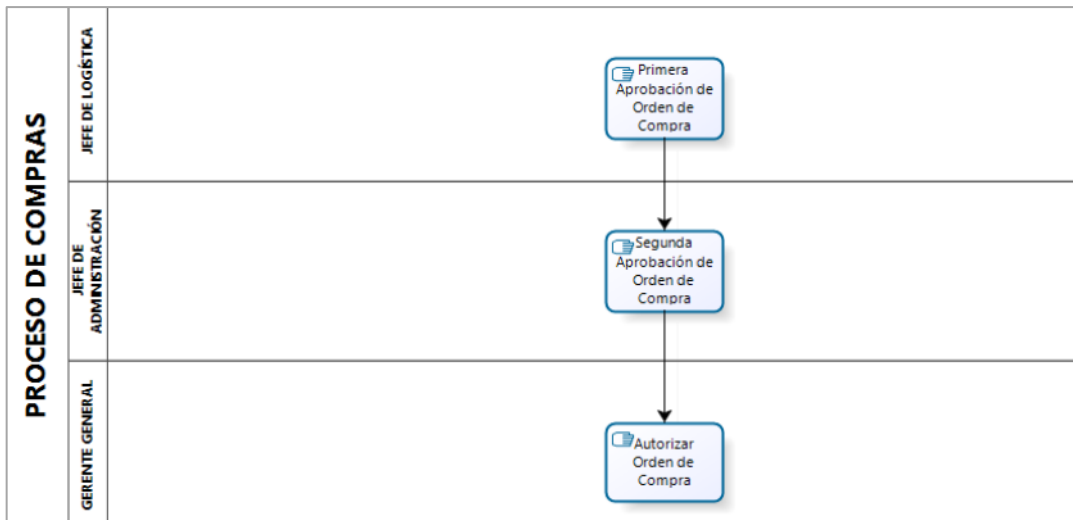 PROCESO DE COMPRAS
JEFE DE LOGÍSTICA
Primera
Aprobación de
Orden de
Compra
JEFE DE
ADMINISTRACIÓN
Segunda
Aprobación de
Orden de
Compra
GERENTE GENERAL
Autorizar
Orden de
Compra